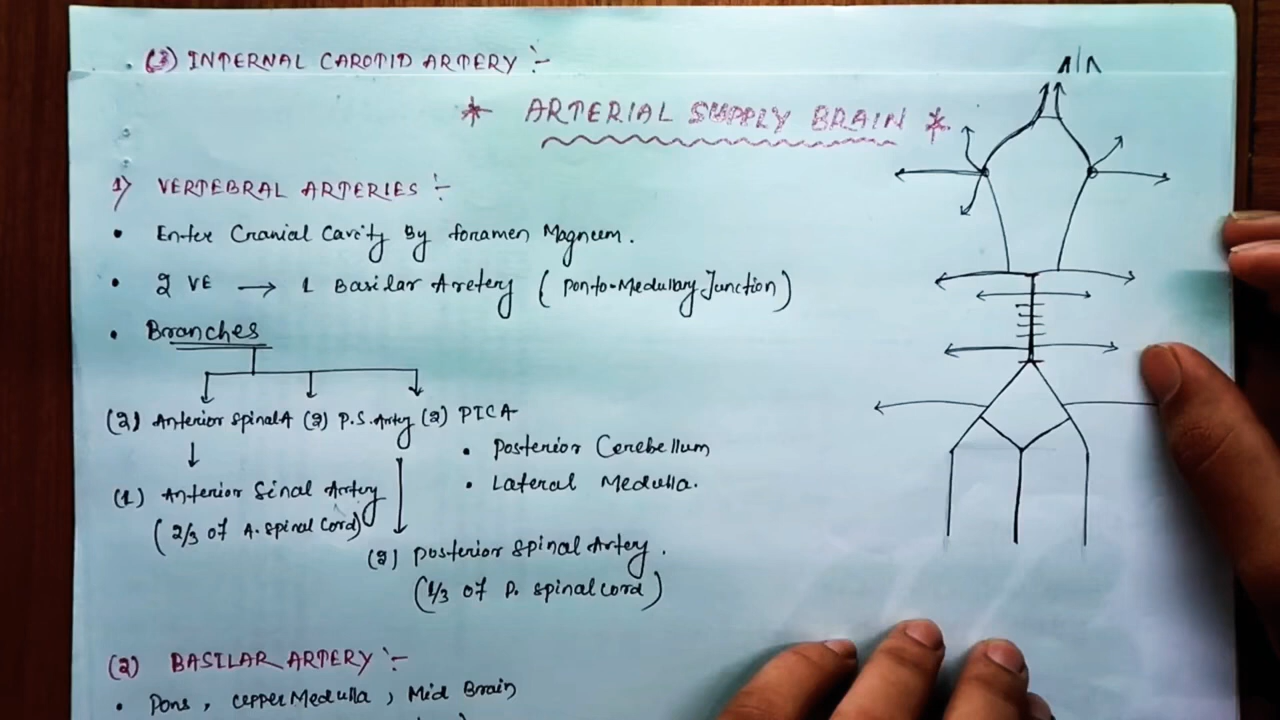 (3) INTERNAL CAROTID ARTERY :-
* ARTERIAL SUPPLY BRAIN *
1) VERTEBRAL ARTERIES :-
• Enter Cranial Cavity By foramen Magneum.
• 2 VE → 1 Basilar Aretery (Ponto-Medullary Junction)
• Branches
(2) Anterior spinal A (2) P.S. Artery (2) PICA
• Posterior Cerebellum
• Lateral Medulla.
(1) Anterior Sinal Artery
(2/3 of A. spinal Cord)
(2) posterior spinal Artery.
(1/3 of P. spinal cord)
(2) BASILAR ARTERY :-
• Pons, Upper Medulla, Mid Brain